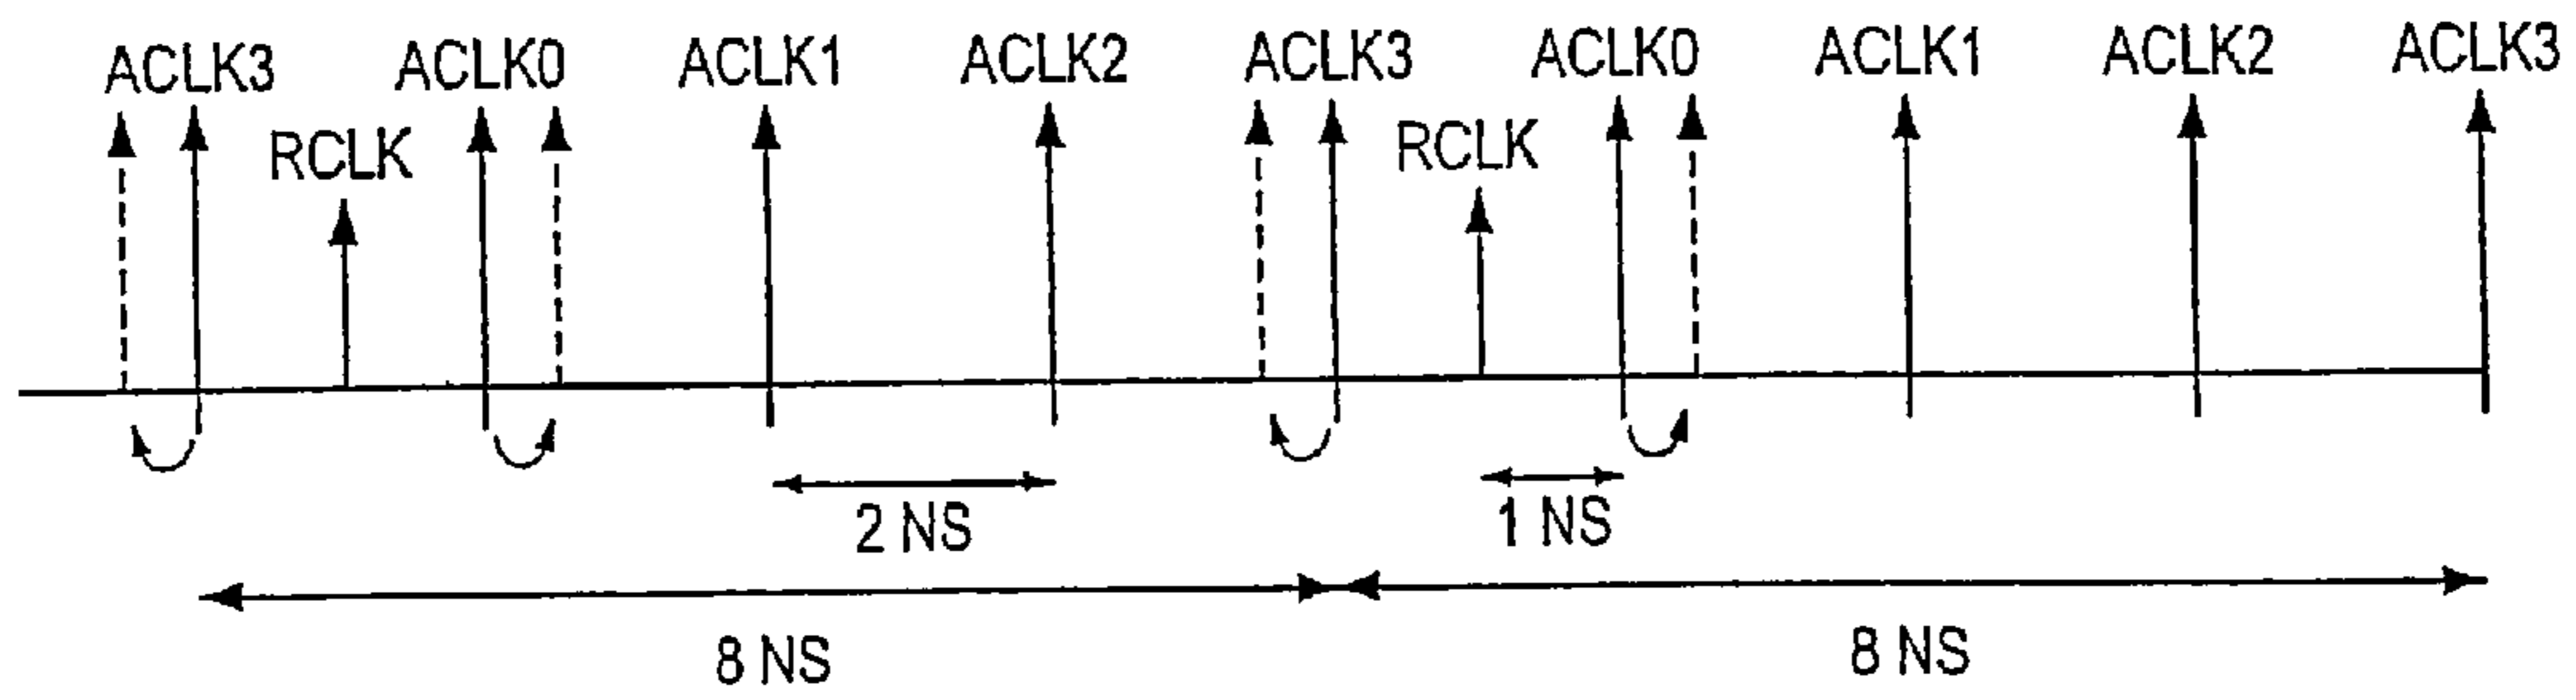 ACLK3 ACLK0 ACLK1 ACLK2 ACLK3 ACLK0 ACLK1 ACLK2 ACLK3
RCLK RCLK
2 NS 1 NS
8 NS 8 NS